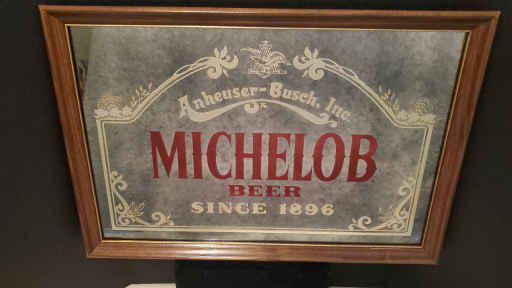 Anheuser-Busch, Inc.
MICHELOB
BEER
SINCE 1896